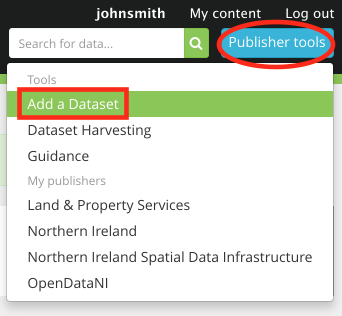 johnsmith My content Log out
Search for data... Publisher tools
Tools
Add a Dataset
Dataset Harvesting
Guidance
My publishers
Land & Property Services
Northern Ireland
Northern Ireland Spatial Data Infrastructure
OpenDataNI